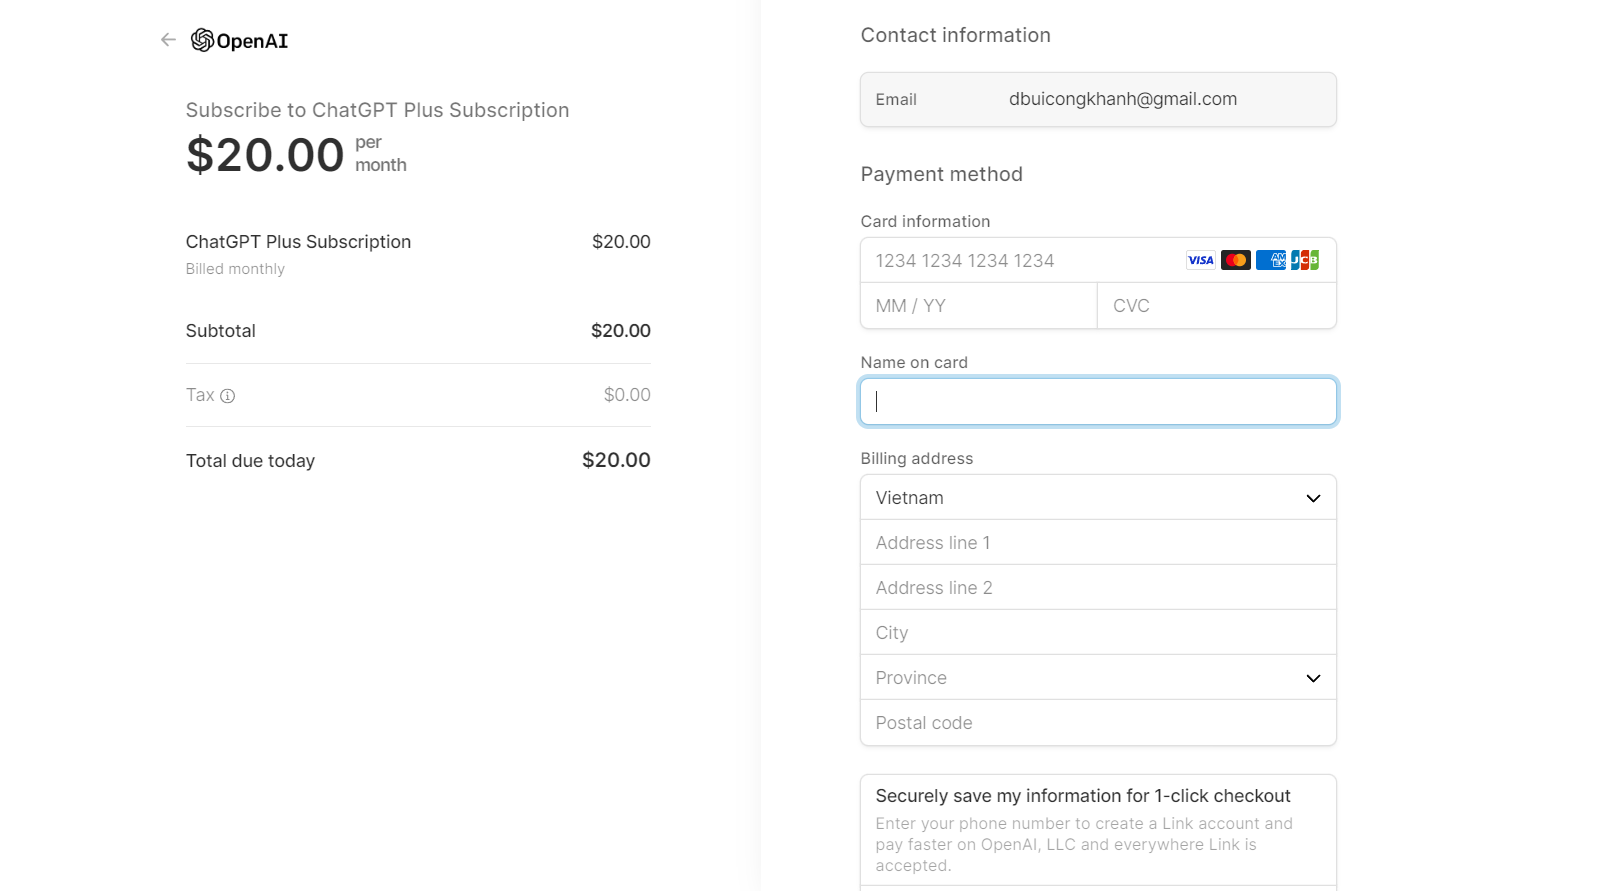 OpenAI
Subscribe to ChatGPT Plus Subscription
$20.00 per
month
ChatGPT Plus Subscription $20.00
Billed monthly
Subtotal $20.00
Tax $0.00
Total due today $20.00
Contact information
Email dbuicongkhanh@gmail.com
Payment method
Card information
1234 1234 1234 1234 VISA AMEX JCB
MM / YY CVC
Name on card
Billing address
Vietnam
Address line 1
Address line 2
City
Province
Postal code
Securely save my information for 1-click checkout
Enter your phone number to create a Link account and
pay faster on OpenAI, LLC and everywhere Link is
accepted.